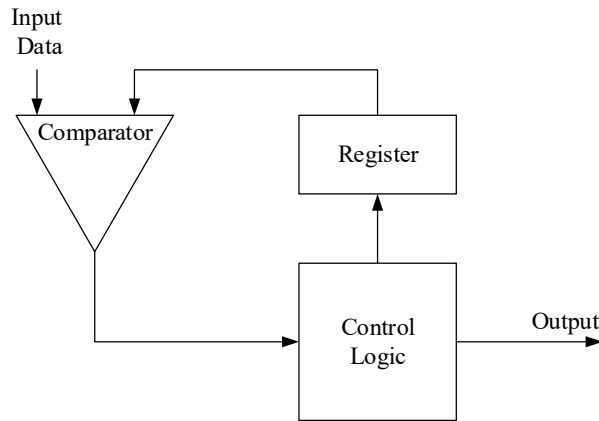 Input
Data
Comparator
Register
Control
Logic
Output